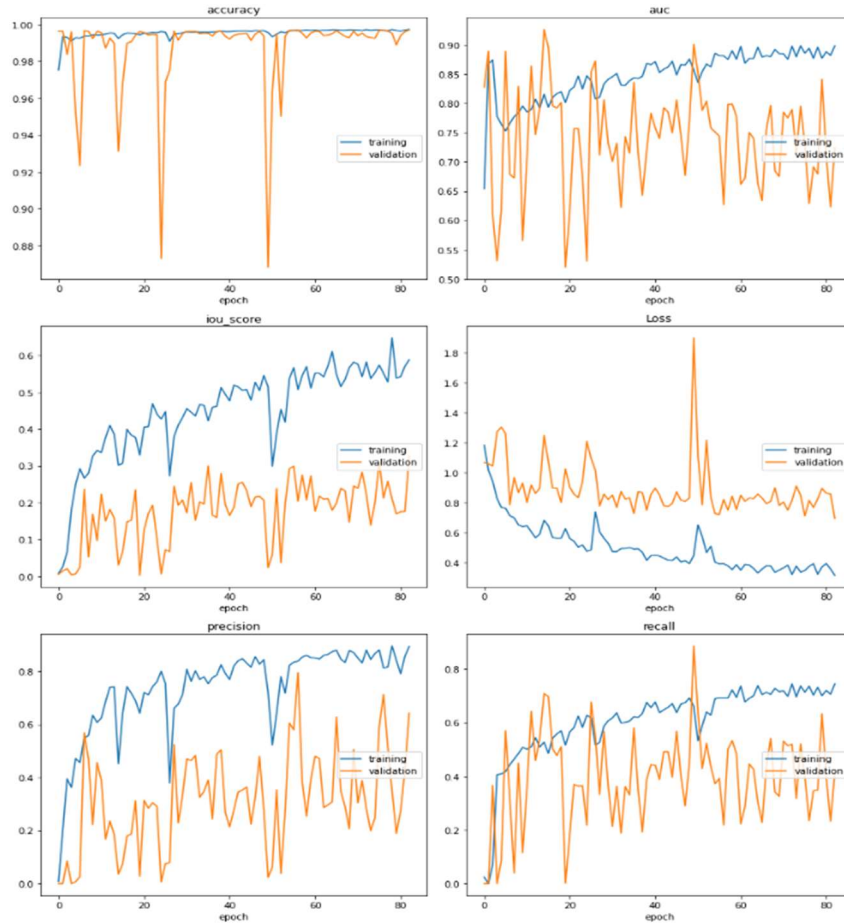 accuracy
1.00
0.98
0.96
0.94
0.92
0.90
0.88
training
validation
0 20 40 60 80
epoch
auc
0.90
0.85
0.80
0.75
0.70
0.65
0.60
0.55
0.50
training
validation
0 20 40 60 80
epoch
iou_score
0.6
0.5
0.4
0.3
0.2
0.1
0.0
training
validation
0 20 40 60 80
epoch
Loss
1.8
1.6
1.4
1.2
1.0
0.8
0.6
0.4
training
validation
0 20 40 60 80
epoch
precision
0.8
0.6
0.4
0.2
0.0
training
validation
0 20 40 60 80
epoch
recall
0.8
0.6
0.4
0.2
0.0
training
validation
0 20 40 60 80
epoch